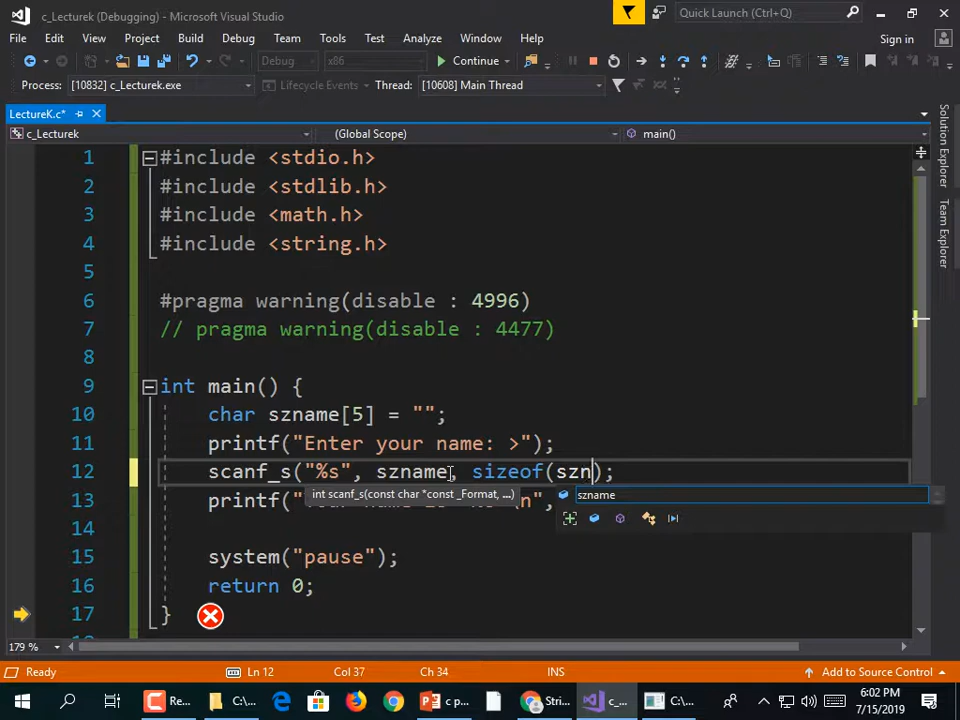 c_Lecturek (Debugging) - Microsoft Visual Studio
Quick Launch (Ctrl+Q)
File Edit View Project Build Debug Team Tools Test Analyze Window Help
Sign in
Debug x86 Continue
Process: [10832] c_Lecturek.exe Lifecycle Events Thread: [10608] Main Thread
LectureK.c*
c_Lecturek (Global Scope) main()
1 #include <stdio.h>
2 #include <stdlib.h>
3 #include <math.h>
4 #include <string.h>
5
6 #pragma warning(disable : 4996)
7 // pragma warning(disable : 4477)
8
9 int main() {
10 char szname[5] = "";
11 printf("Enter your name: >");
12 scanf_s("%s", szname, sizeof(szn);
int scanf_s(const char *const _Format, ...)
szname
13 printf("
14
15 system("pause");
16 return 0;
17 }
Solution Explorer
Team Explorer
179 %
Ready Ln 12 Col 37 Ch 34 INS Add to Source Control
Re... C:\... c p... Stri... c_... C:\...
6:02 PM
7/15/2019